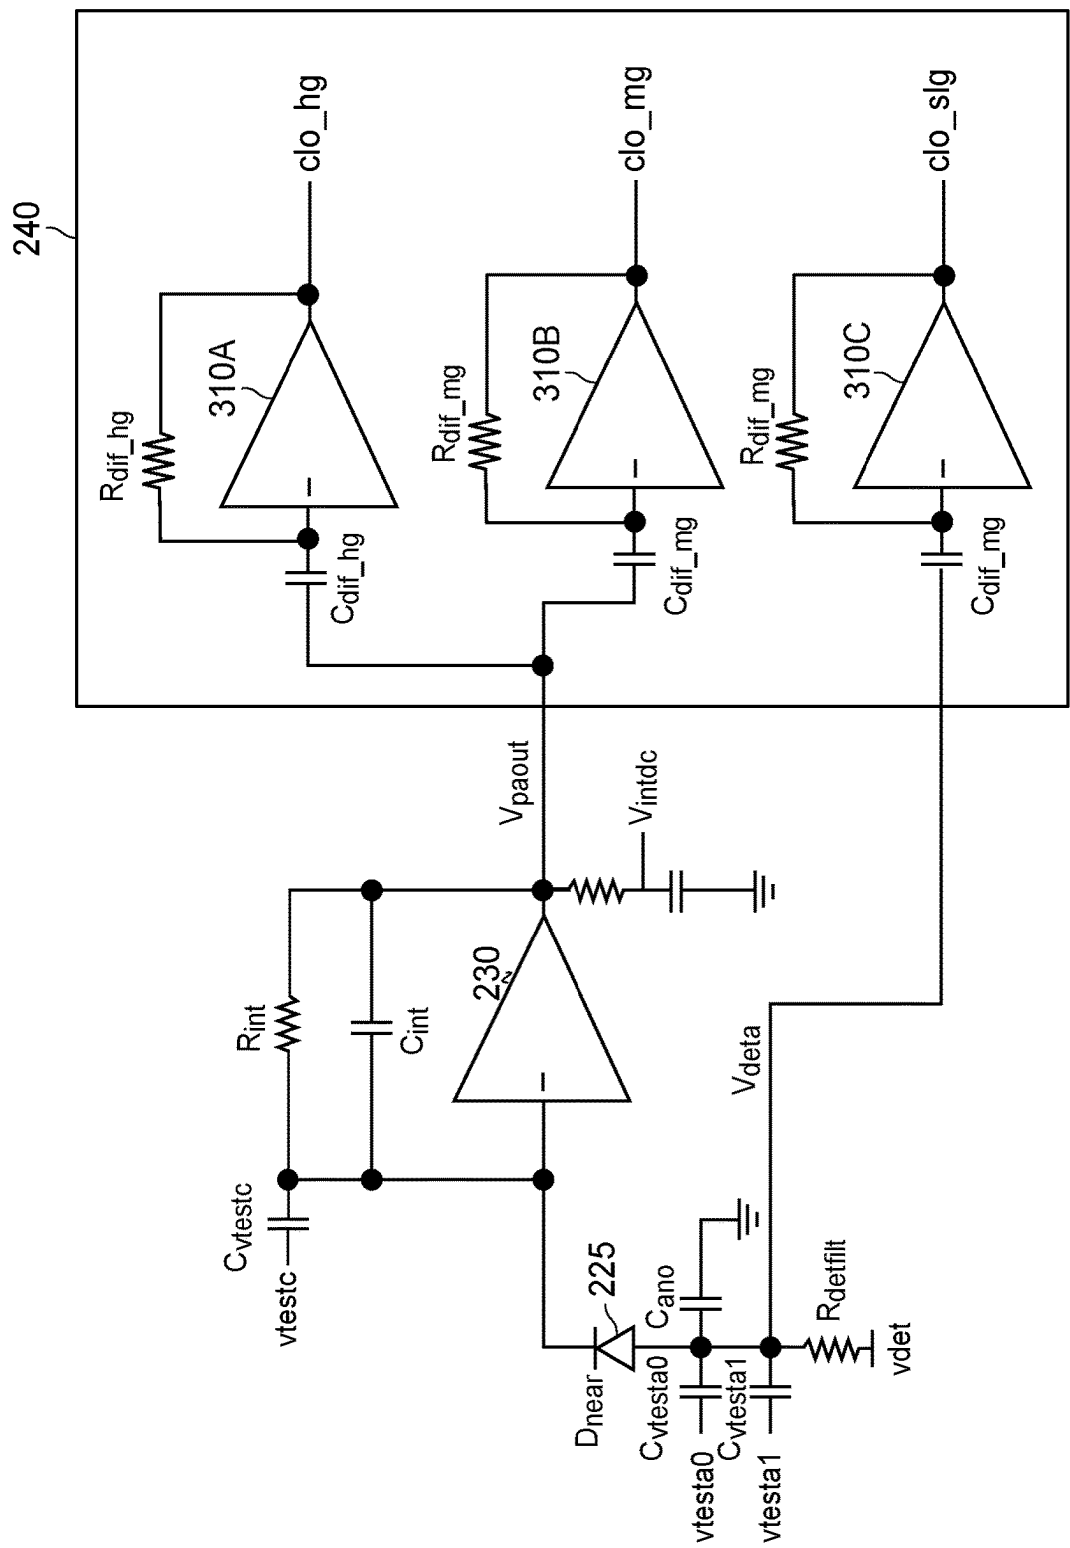 240
clo_hg
clo_mg
clo_slg
310A
310B
310C
Rdif_hg
Rdif_mg
Rdif_mg
Cdif_hg
Cdif_mg
Cdif_mg
Vpaout
Vintdc
Vdeta
Rint
Cint
230
Cvtestc
vtestc
Dnear
225
Cano
Rdetfilt
vdet
Cvtesta0
vtesta0
Cvtesta1
vtesta1